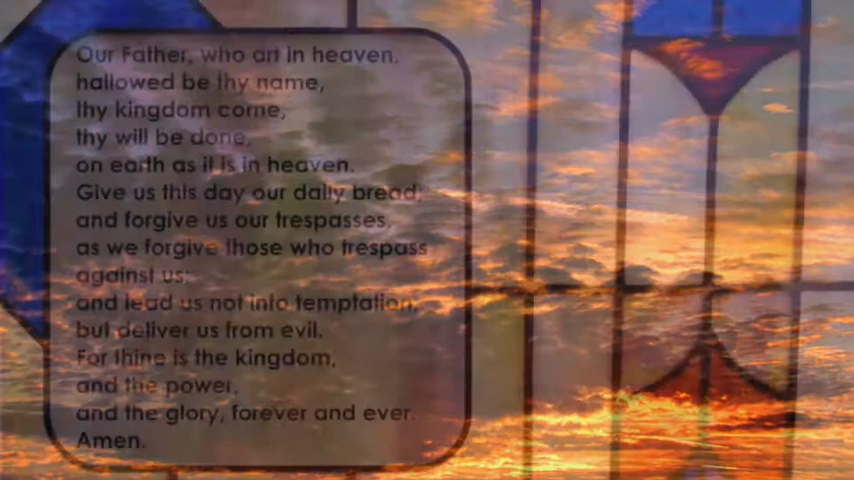 Our Father, who art in heaven,
hallowed be thy name,
thy kingdom come,
thy will be done,
on earth as it is in heaven.
Give us this day our daily bread;
and forgive us our trespasses,
as we forgive those who trespass
against us;
and lead us not into temptation,
but deliver us from evil.
For thine is the kingdom,
and the power,
and the glory, forever and ever.
Amen.